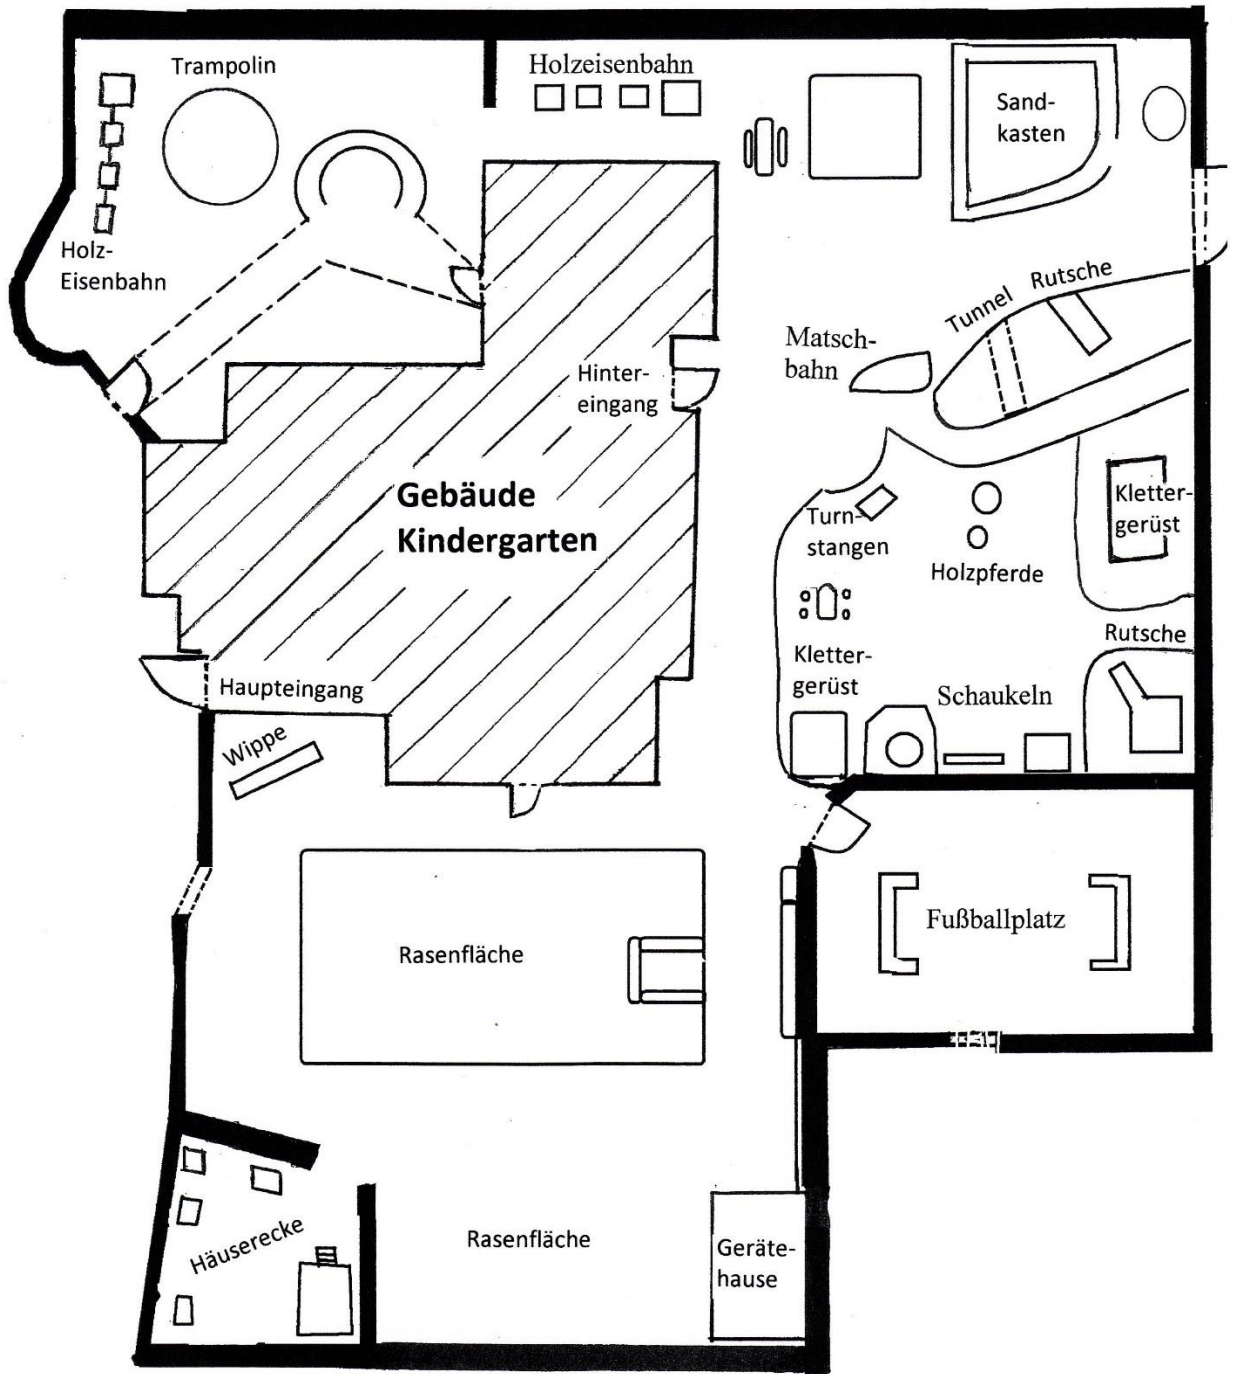 Trampolin
Holzeisenbahn
Sand-
kasten
Holz-
Eisenbahn
Tunnel
Rutsche
Matsch-
bahn
Hinter-
eingang
Gebäude
Kindergarten
Turn-
stangen
Kletter-
gerüst
Holzpferde
Rutsche
Kletter-
gerüst
Schaukeln
Haupteingang
Wippe
Rasenfläche
Fußballplatz
Häuserecke
Rasenfläche
Geräte-
hause